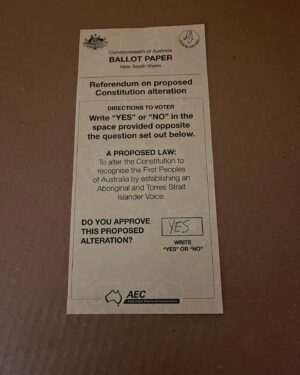 Commonwealth of Australia
BALLOT PAPER
New South Wales
Referendum on proposed
Constitution alteration
DIRECTIONS TO VOTER
Write “YES” or “NO” in the
space provided opposite
the question set out below.
A PROPOSED LAW:
To alter the Constitution to
recognise the First Peoples
of Australia by establishing an
Aboriginal and Torres Strait
Islander Voice.
DO YOU APPROVE
THIS PROPOSED
ALTERATION?
YES
WRITE
“YES” OR “NO”
AEC
Australian Electoral Commission